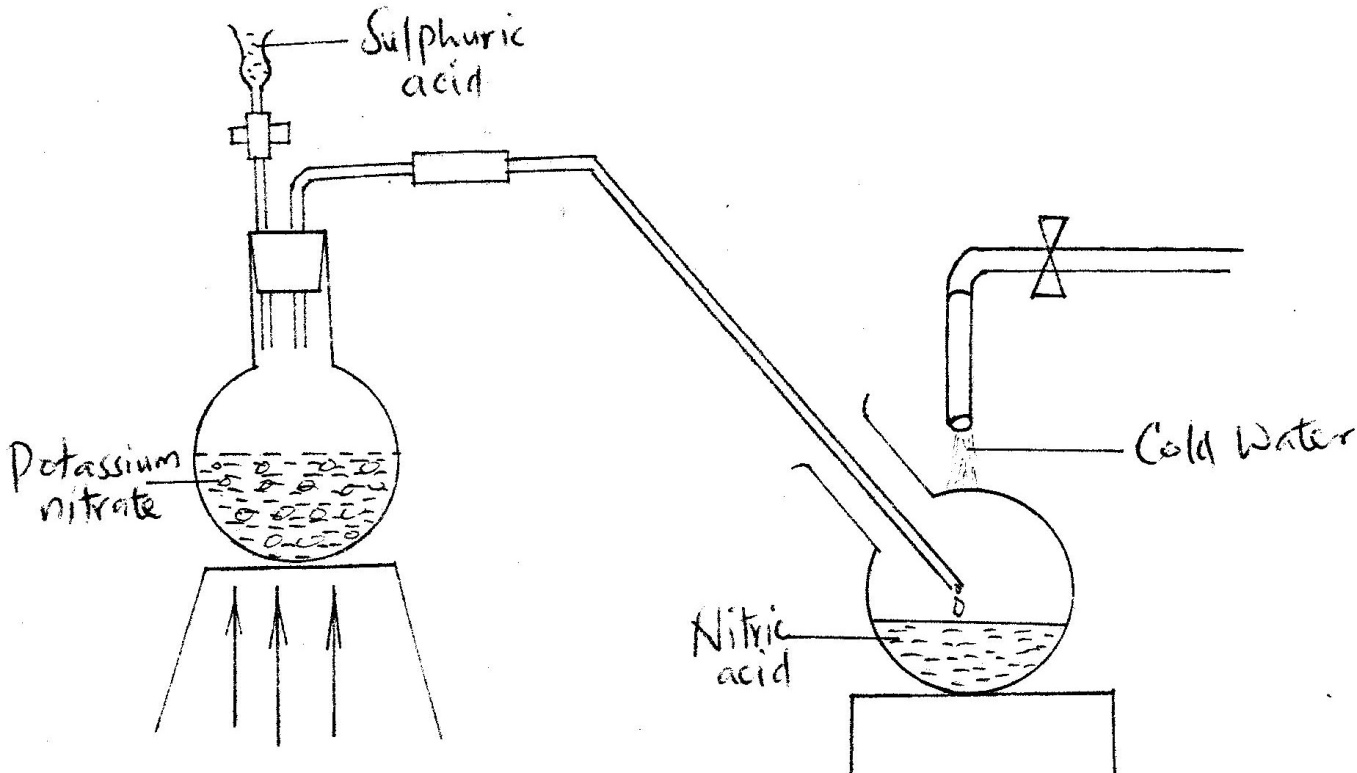 Sulphuric
acid
Potassium
nitrate
Cold Water
Nitric
acid